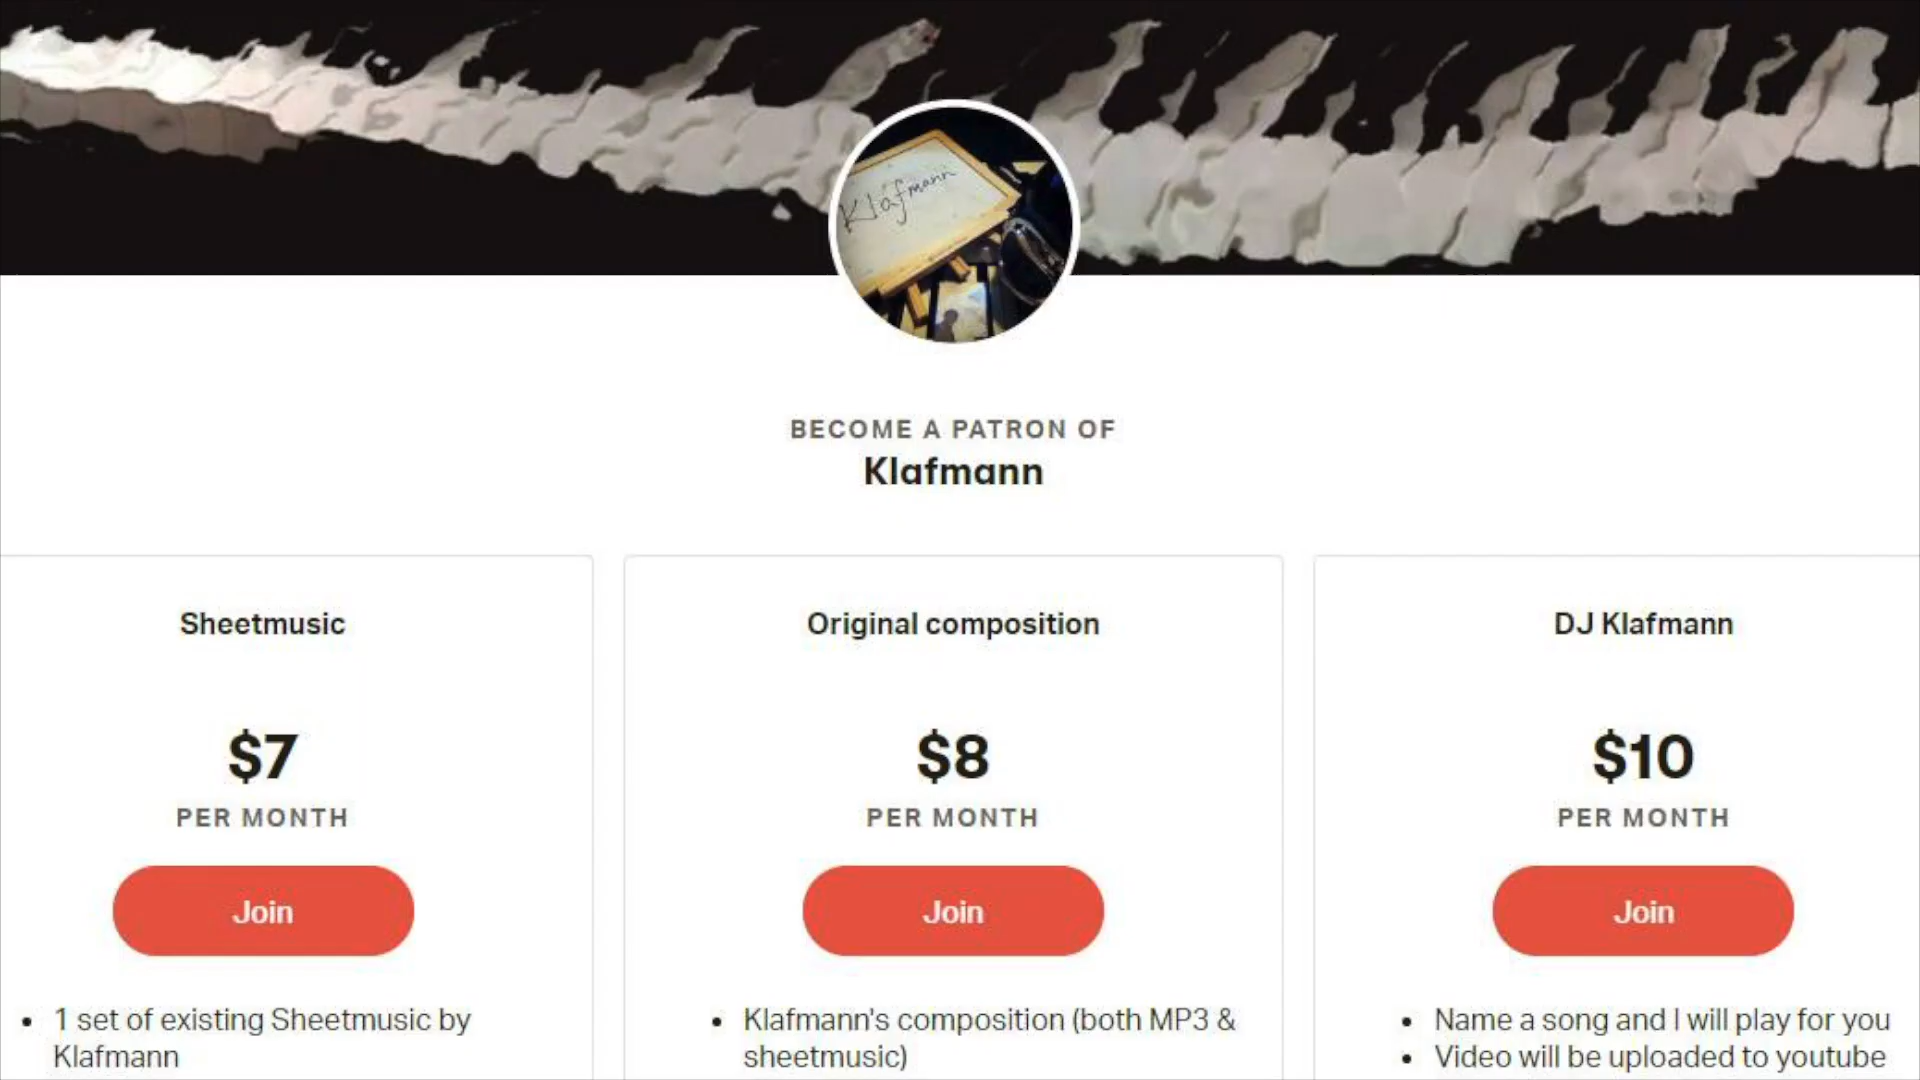 Klafmann
BECOME A PATRON OF
Klafmann
Sheetmusic
$7
PER MONTH
Join
1 set of existing Sheetmusic by
Klafmann
Original composition
$8
PER MONTH
Join
Klafmann's composition (both MP3 &
sheetmusic)
DJ Klafmann
$10
PER MONTH
Join
Name a song and I will play for you
Video will be uploaded to youtube